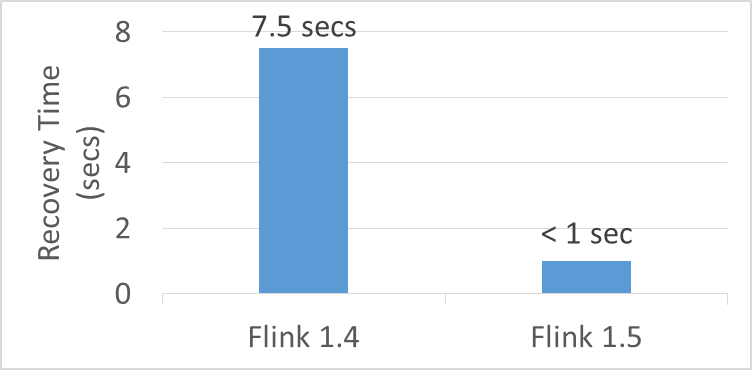 Recovery Time
(secs)
8
6
4
2
0
7.5 secs
< 1 sec
Flink 1.4
Flink 1.5